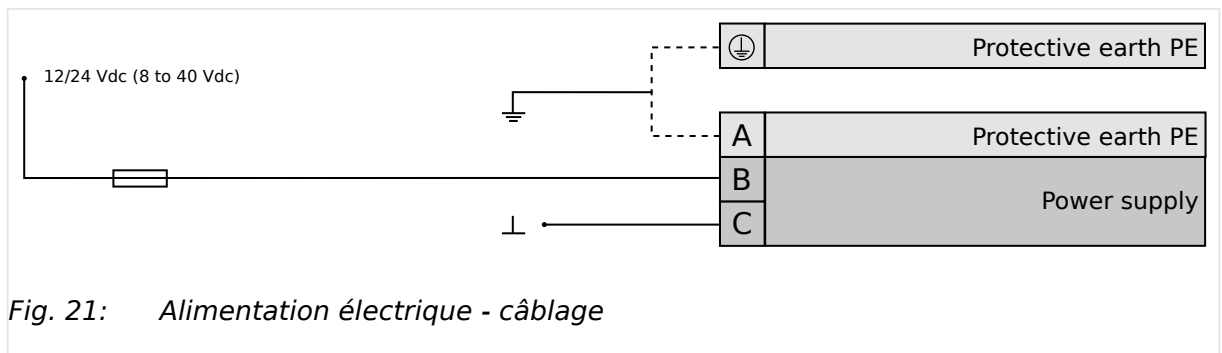 Protective earth PE
12/24 Vdc (8 to 40 Vdc)
A Protective earth PE
B
Power supply
C
Fig. 21: Alimentation électrique - câblage